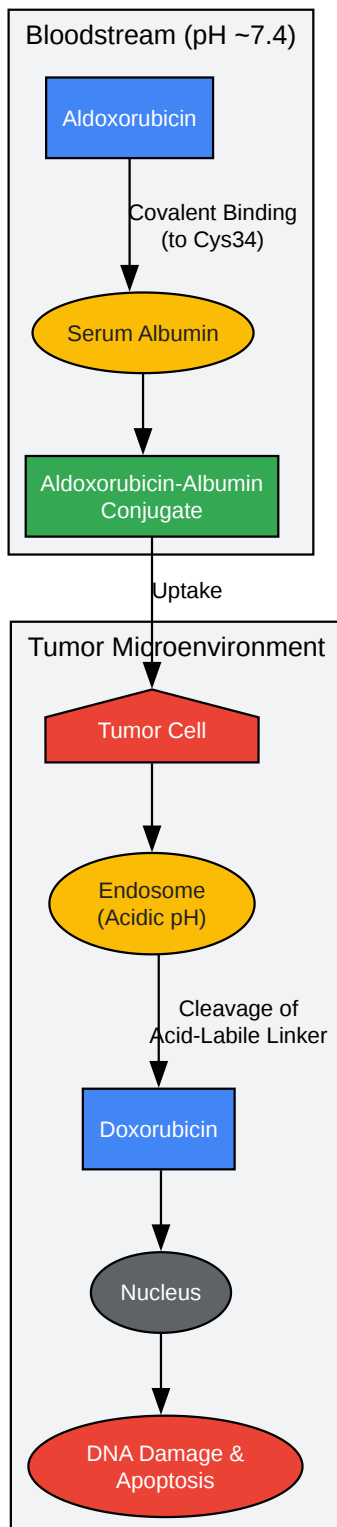 Bloodstream (pH ~7.4)
Aldoxorubicin
Covalent Binding
(to Cys34)
Serum Albumin
Aldoxorubicin-Albumin
Conjugate
Uptake
Tumor Microenvironment
Tumor Cell
Endosome
(Acidic pH)
Cleavage of
Acid-Labile Linker
Doxorubicin
Nucleus
DNA Damage &
Apoptosis